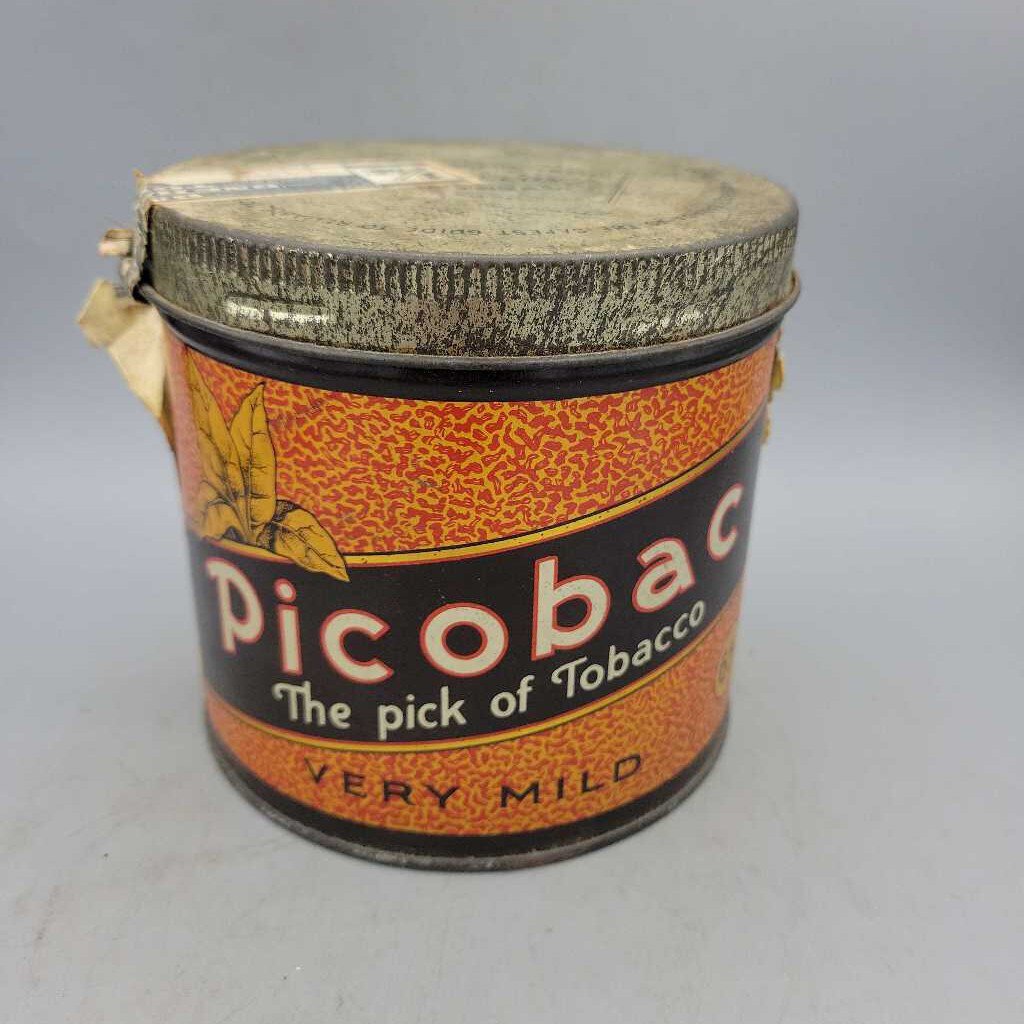 Picobac
The pick of Tobacco
VERY MILD